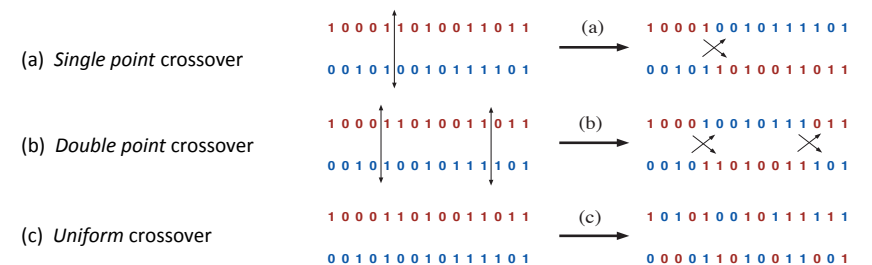 1 0 0 0 1 1 0 1 0 0 1 1 0 1 1 (a) 1 0 0 0 1 0 0 1 0 1 1 1 1 0 1
(a) Single point crossover
0 0 1 0 1 0 0 1 0 1 1 1 1 0 1 0 0 1 0 1 1 0 1 0 0 1 1 0 1 1
1 0 0 0 1 1 0 1 0 0 1 1 0 1 1 (b) 1 0 0 0 1 0 0 1 0 1 1 1 0 1 1
(b) Double point crossover
0 0 1 0 1 0 0 1 0 1 1 1 1 0 1 0 0 1 0 1 1 0 1 0 0 1 1 1 0 1
1 0 0 0 1 1 0 1 0 0 1 1 0 1 1 (c) 1 0 1 0 1 0 0 1 0 1 1 1 1 1 1
(c) Uniform crossover
0 0 1 0 1 0 0 1 0 1 1 1 1 0 1 0 0 0 0 1 1 0 1 0 0 1 1 0 0 1